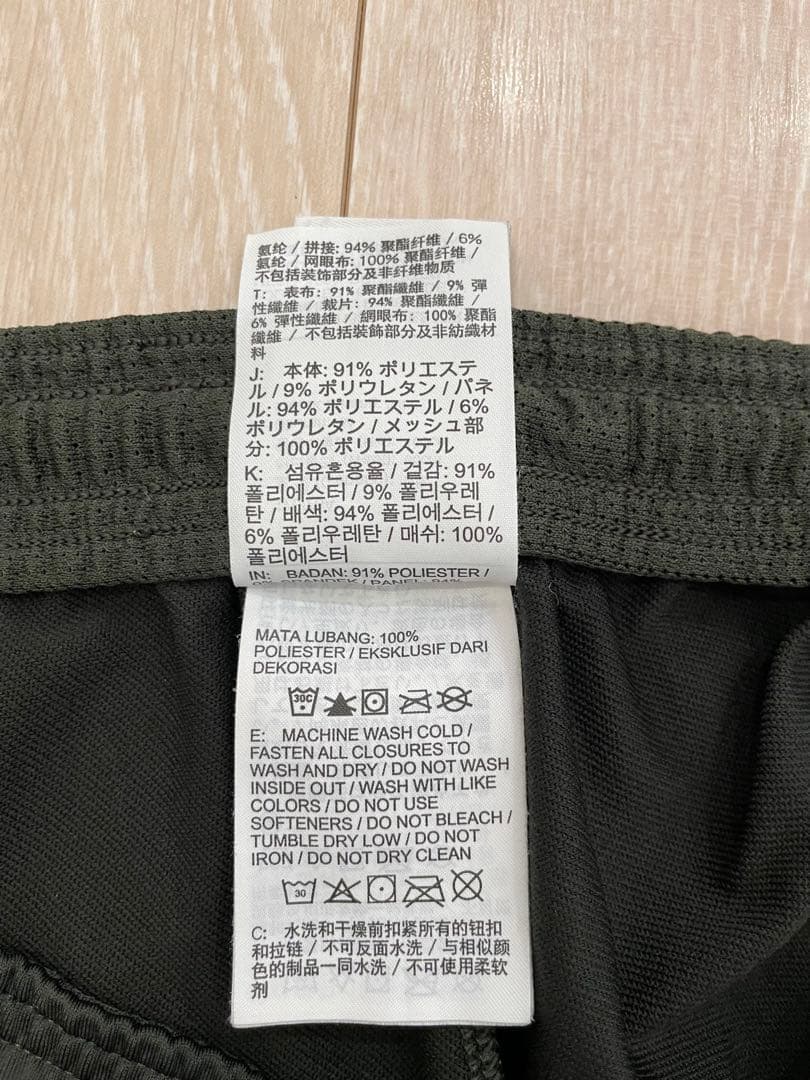 氨纶 / 拼接: 94% 聚酯纤维 / 6%
氨纶 / 网眼布: 100% 聚酯纤维 /
不包括装饰部分及非纤维物质
T: 表布: 91% 聚酯纖維 / 9% 彈
性纖維 / 裁片: 94% 聚酯纖維 /
6% 彈性纖維 / 網眼布: 100% 聚酯
纖維 / 不包括裝飾部分及非紡織材
料
J: 本体: 91% ポリエステ
ル / 9% ポリウレタン / パネ
ル: 94% ポリエステル / 6%
ポリウレタン / メッシュ部
分: 100% ポリエステル
K: 섬유혼용율 / 겉감: 91%
폴리에스터 / 9% 폴리우레
탄 / 배색: 94% 폴리에스터 /
6% 폴리우레탄 / 매쉬: 100%
폴리에스터
IN: BADAN: 91% POLIESTER /
MATA LUBANG: 100%
POLIESTER / EKSKLUSIF DARI
DEKORASI
30C
E: MACHINE WASH COLD /
FASTEN ALL CLOSURES TO
WASH AND DRY / DO NOT WASH
INSIDE OUT / WASH WITH LIKE
COLORS / DO NOT USE
SOFTENERS / DO NOT BLEACH /
TUMBLE DRY LOW / DO NOT
IRON / DO NOT DRY CLEAN
30
C: 水洗和干燥前扣紧所有的钮扣
和拉链 / 不可反面水洗 / 与相似颜
色的制品一同水洗 / 不可使用柔软
剂